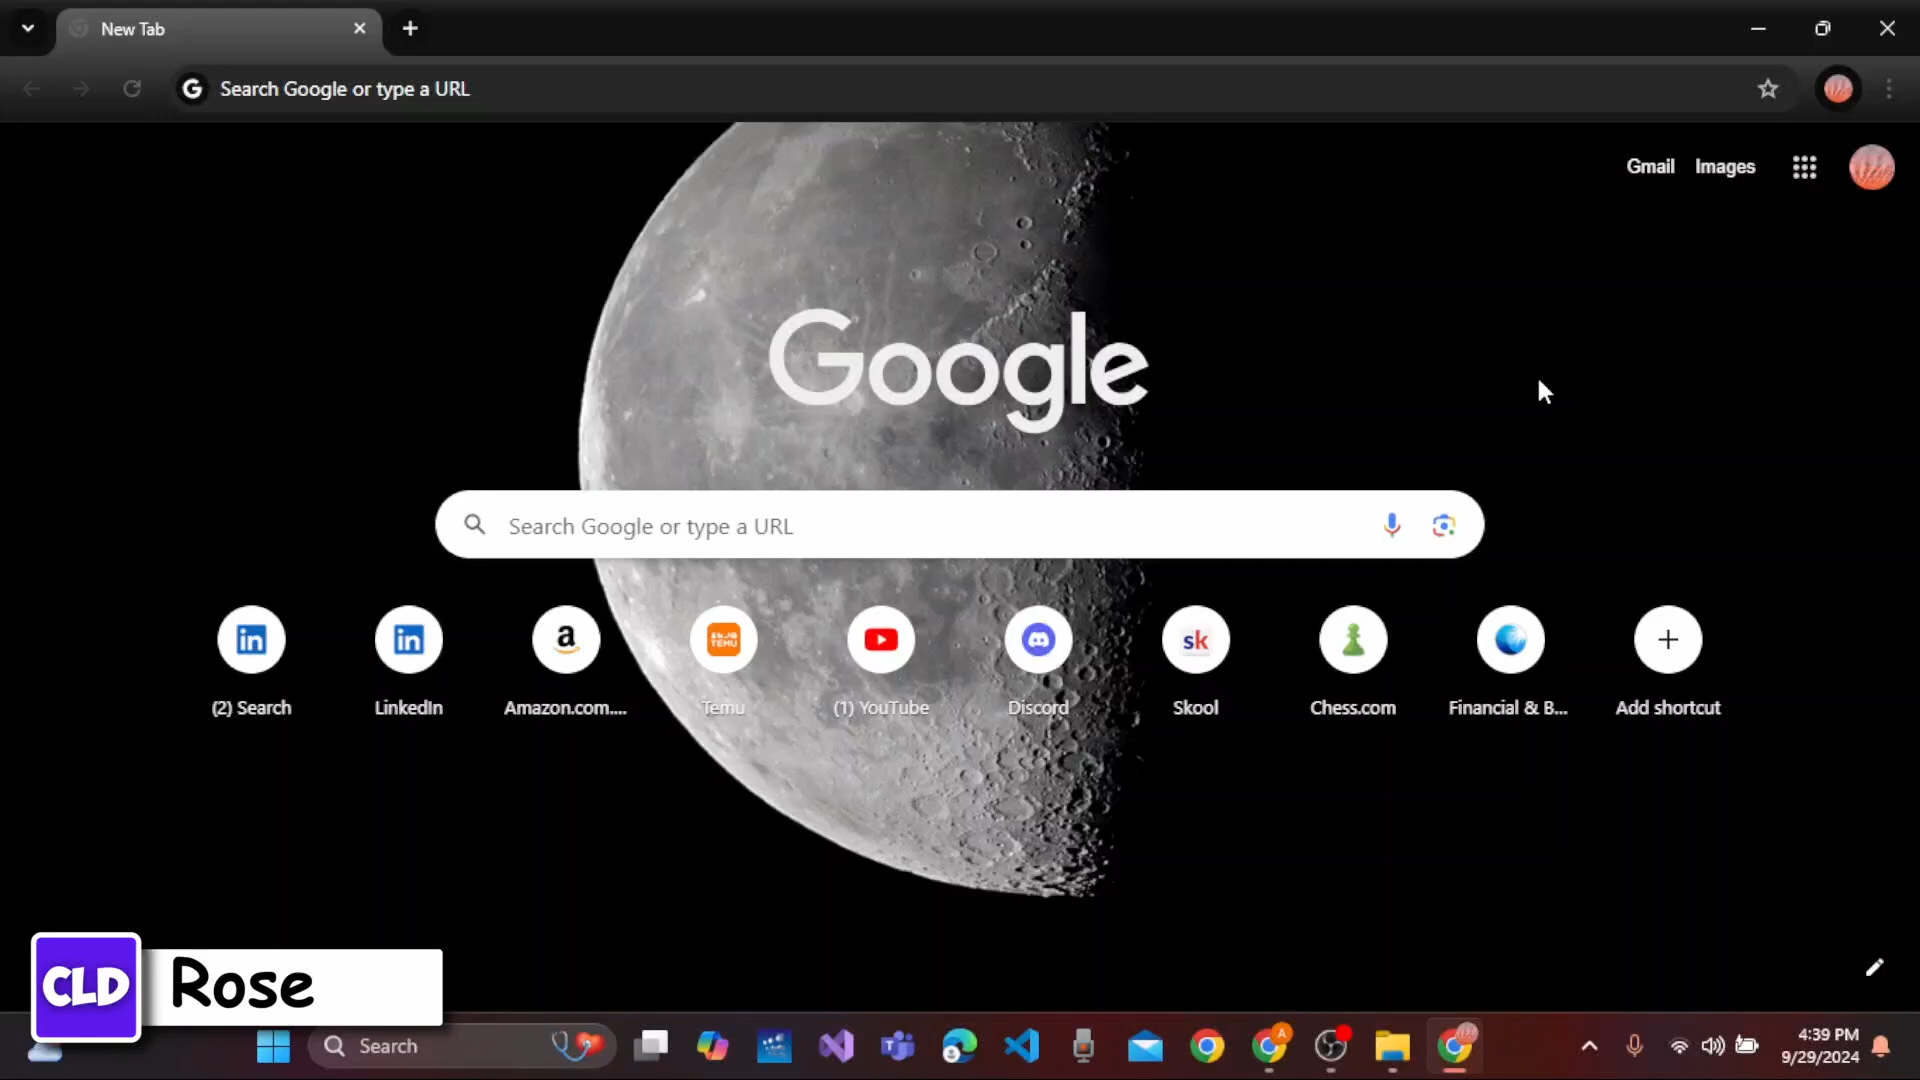 New Tab
Search Google or type a URL
Gmail Images
Google
Search Google or type a URL
(2) Search LinkedIn Amazon.com.... Temu (1) YouTube Discord Skool Chess.com Financial & B... Add shortcut
CLD Rose
Search
4:39 PM
9/29/2024